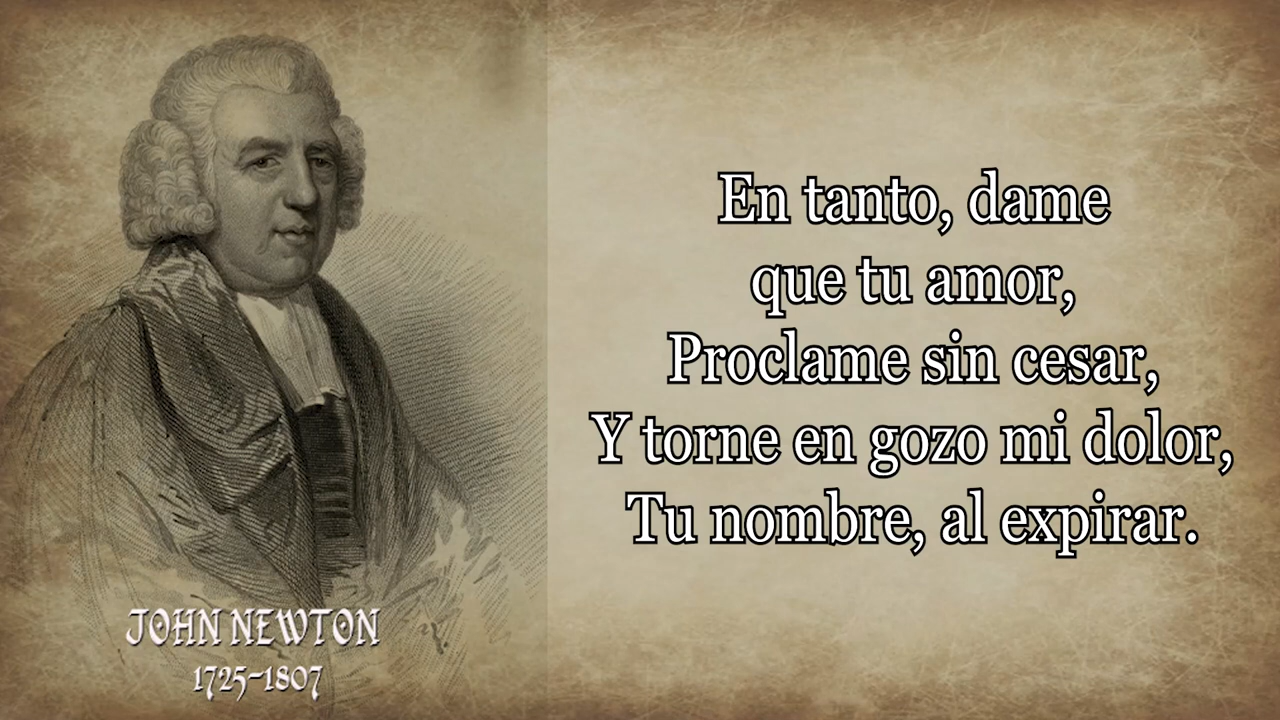 En tanto, dame
que tu amor,
Proclame sin cesar,
Y torne en gozo mi dolor,
Tu nombre, al expirar.
JOHN NEWTON
1725-1807